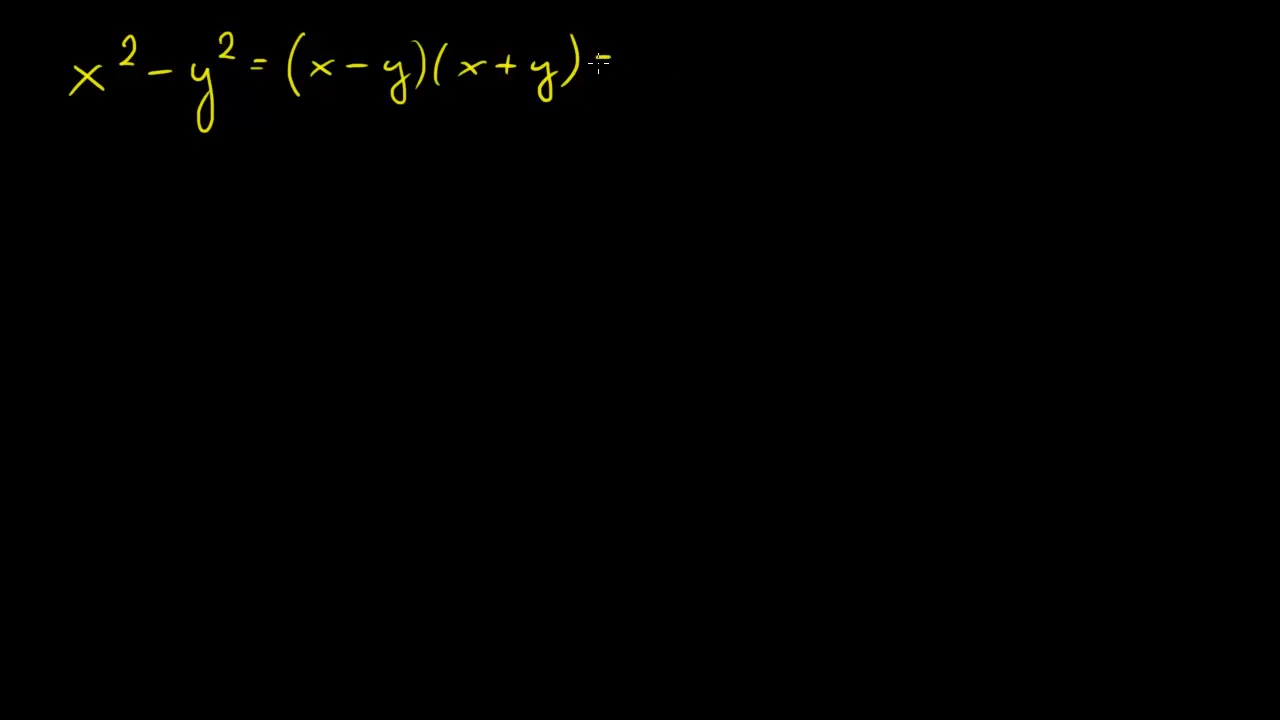 x² - y² = (x - y)(x + y) =